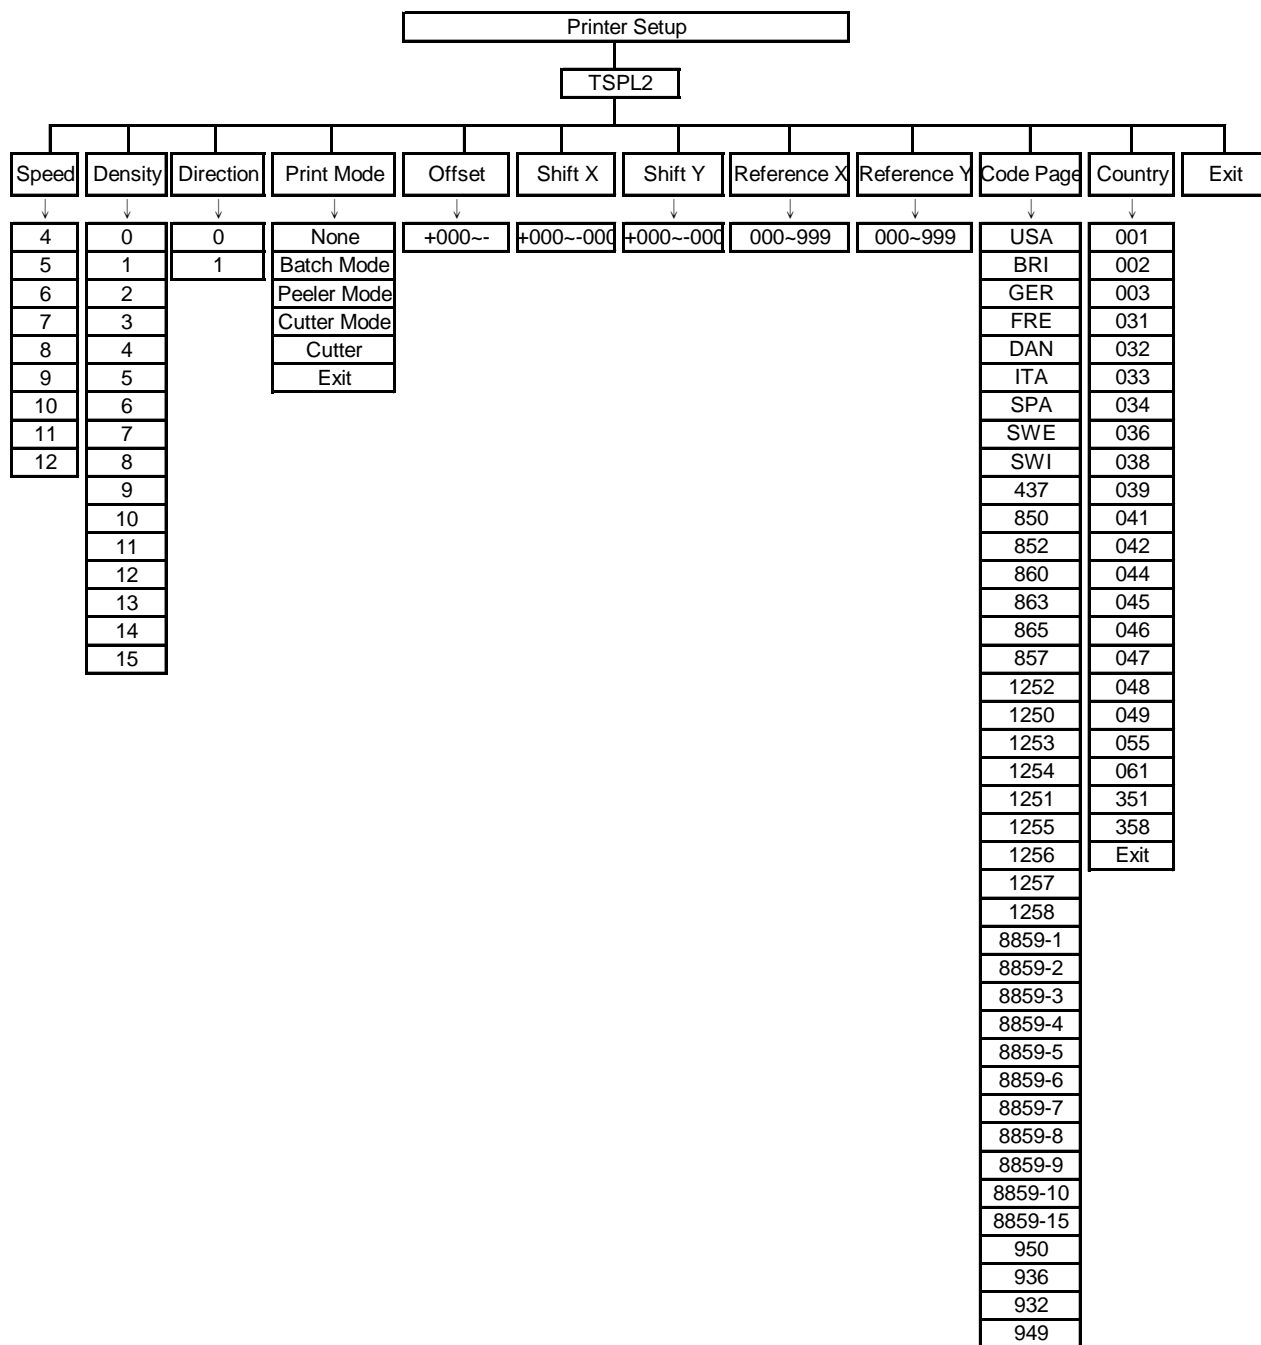 Printer Setup
TSPL2
Speed Density Direction Print Mode Offset Shift X Shift Y Reference X Reference Y Code Page Country Exit
4 0 0 None +000~- +000~-000 +000~-000 000~999 000~999 USA 001
5 1 1 Batch Mode BRI 002
6 2 Peeler Mode GER 003
7 3 Cutter Mode FRE 031
8 4 Cutter DAN 032
9 5 Exit ITA 033
10 6 SPA 034
11 7 SWE 036
12 8 SWI 038
9 437 039
10 850 041
11 852 042
12 860 044
13 863 045
14 865 046
15 857 047
1252 048
1250 049
1253 055
1254 061
1251 351
1255 358
1256 Exit
1257
1258
8859-1
8859-2
8859-3
8859-4
8859-5
8859-6
8859-7
8859-8
8859-9
8859-10
8859-15
950
936
932
949